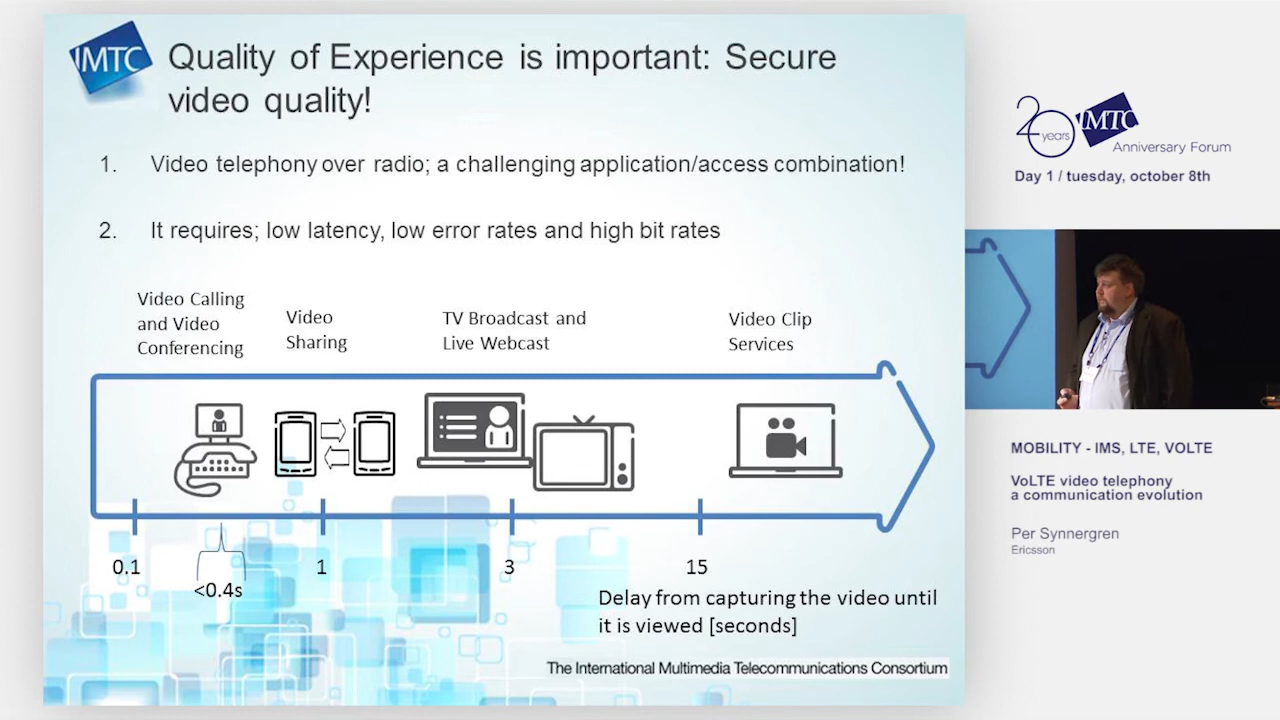 IMTC
Quality of Experience is important: Secure
video quality!
1. Video telephony over radio; a challenging application/access combination!
2. It requires; low latency, low error rates and high bit rates
Video Calling
and Video
Conferencing
Video
Sharing
TV Broadcast and
Live Webcast
Video Clip
Services
0.1
<0.4s
1
3
15
Delay from capturing the video until
it is viewed [seconds]
The International Multimedia Telecommunications Consortium
20 years IMTC
Anniversary Forum
Day 1 / tuesday, october 8th
MOBILITY - IMS, LTE, VOLTE
VoLTE video telephony
a communication evolution
Per Synnergren
Ericsson